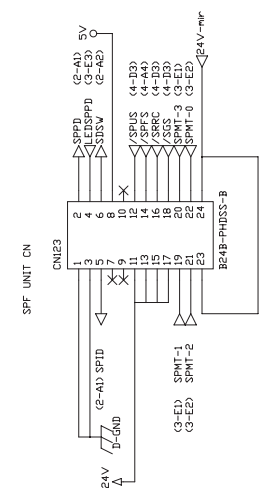 SPF UNIT CN
CN123
B24B-PHDSS-B
5V
SPPD (2-A1)
LEDSPPD (3-E3)
SDSW (2-A2)
/SPUS (4-D3)
/SPFS (4-A4)
/SRRC (4-D3)
/SGS (4-D3)
SPMT-3 (3-E1)
SPMT-0 (3-E2)
24V-mir
2 4 6 8 10 12 14 16 18 20 22 24
1 3 5 7 9 11 13 15 17 19 21 23
(2-A1) SPID
D-GND
24V
(3-E1) SPMT-1
(3-E2) SPMT-2